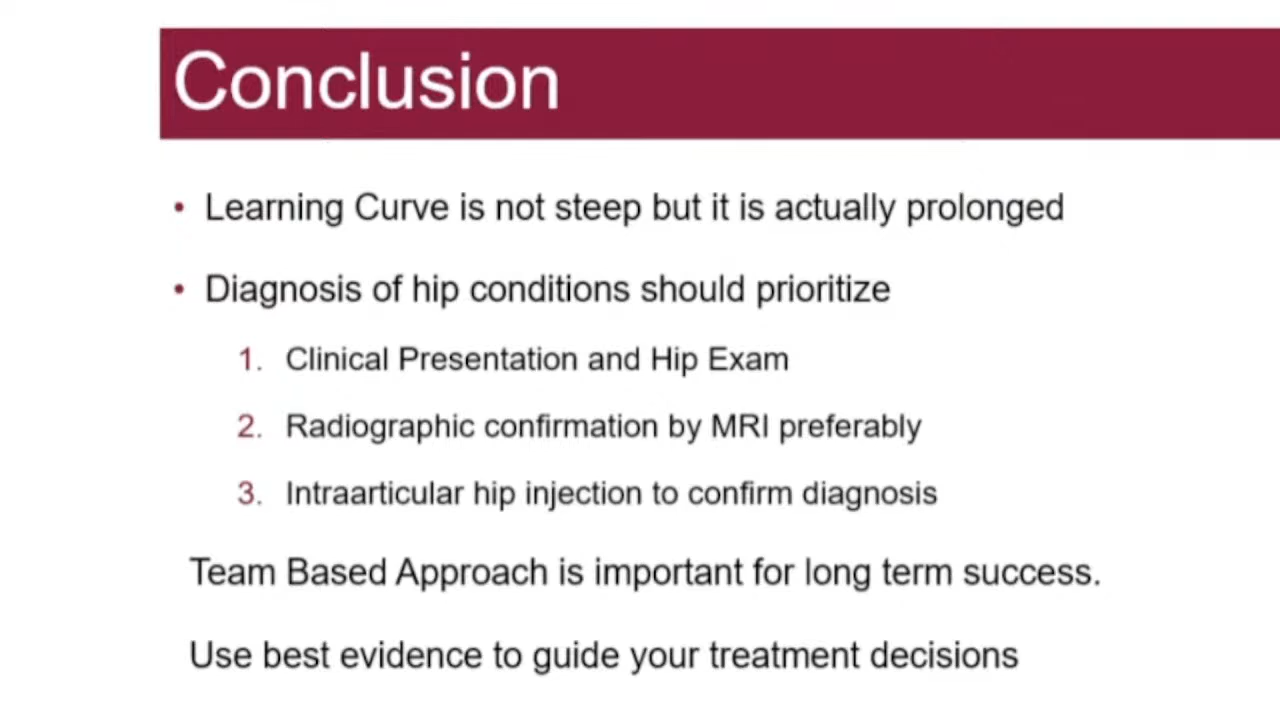 Conclusion
• Learning Curve is not steep but it is actually prolonged
• Diagnosis of hip conditions should prioritize
1. Clinical Presentation and Hip Exam
2. Radiographic confirmation by MRI preferably
3. Intraarticular hip injection to confirm diagnosis
Team Based Approach is important for long term success.
Use best evidence to guide your treatment decisions